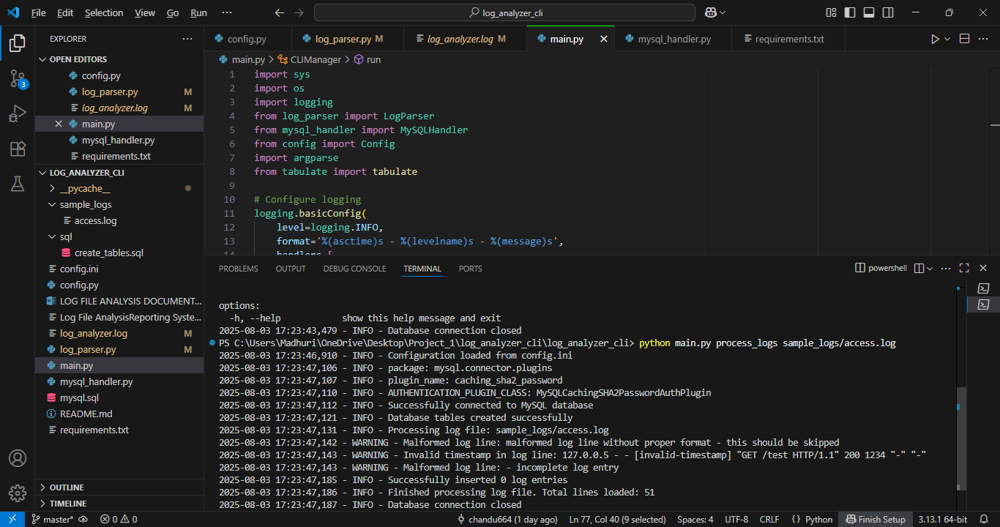 File Edit Selection View Go Run ··· log_analyzer_cli
EXPLORER ···
OPEN EDITORS
config.py
log_parser.py M
log_analyzer.log M
main.py
mysql_handler.py
requirements.txt
LOG_ANALYZER_CLI
__pycache__
sample_logs
access.log
sql
create_tables.sql
config.ini
config.py
LOG FILE ANALYSIS DOCUMENT...
Log File AnalysisReporting Syste...
log_analyzer.log M
log_parser.py M
main.py
mysql_handler.py
mysql.sql
README.md
requirements.txt
OUTLINE
TIMELINE
3
config.py log_parser.py M log_analyzer.log M main.py mysql_handler.py requirements.txt
main.py > CLIManager > run
1 import sys
2 import os
3 import logging
4 from log_parser import LogParser
5 from mysql_handler import MySQLHandler
6 from config import Config
7 import argparse
8 from tabulate import tabulate
9
10 # Configure logging
11 logging.basicConfig(
12 level=logging.INFO,
13 format='%(asctime)s - %(levelname)s - %(message)s',
14 handlers=[
PROBLEMS OUTPUT DEBUG CONSOLE TERMINAL PORTS powershell ···
options:
-h, --help show this help message and exit
2025-08-03 17:23:43,479 - INFO - Database connection closed
PS C:\Users\Madhuri\OneDrive\Desktop\Project_1\log_analyzer_cli\log_analyzer_cli> python main.py process_logs sample_logs/access.log
2025-08-03 17:23:46,910 - INFO - Configuration loaded from config.ini
2025-08-03 17:23:47,106 - INFO - package: mysql.connector.plugins
2025-08-03 17:23:47,107 - INFO - plugin_name: caching_sha2_password
2025-08-03 17:23:47,110 - INFO - AUTHENTICATION_PLUGIN_CLASS: MySQLCachingSHA2PasswordAuthPlugin
2025-08-03 17:23:47,112 - INFO - Successfully connected to MySQL database
2025-08-03 17:23:47,121 - INFO - Database tables created successfully
2025-08-03 17:23:47,131 - INFO - Processing log file: sample_logs/access.log
2025-08-03 17:23:47,142 - WARNING - Malformed log line: malformed log line without proper format - this should be skipped
2025-08-03 17:23:47,143 - WARNING - Invalid timestamp in log line: 127.0.0.5 - - [invalid-timestamp] "GET /test HTTP/1.1" 200 1234 "-" "-"
2025-08-03 17:23:47,143 - WARNING - Malformed log line: - incomplete log entry
2025-08-03 17:23:47,185 - INFO - Successfully inserted 0 log entries
2025-08-03 17:23:47,186 - INFO - Finished processing log file. Total lines loaded: 51
2025-08-03 17:23:47,187 - INFO - Database connection closed
master* 0 0 chandu664 (1 day ago) Ln 77, Col 40 (9 selected) Spaces: 4 UTF-8 CRLF {} Python Finish Setup 3.13.1 64-bit